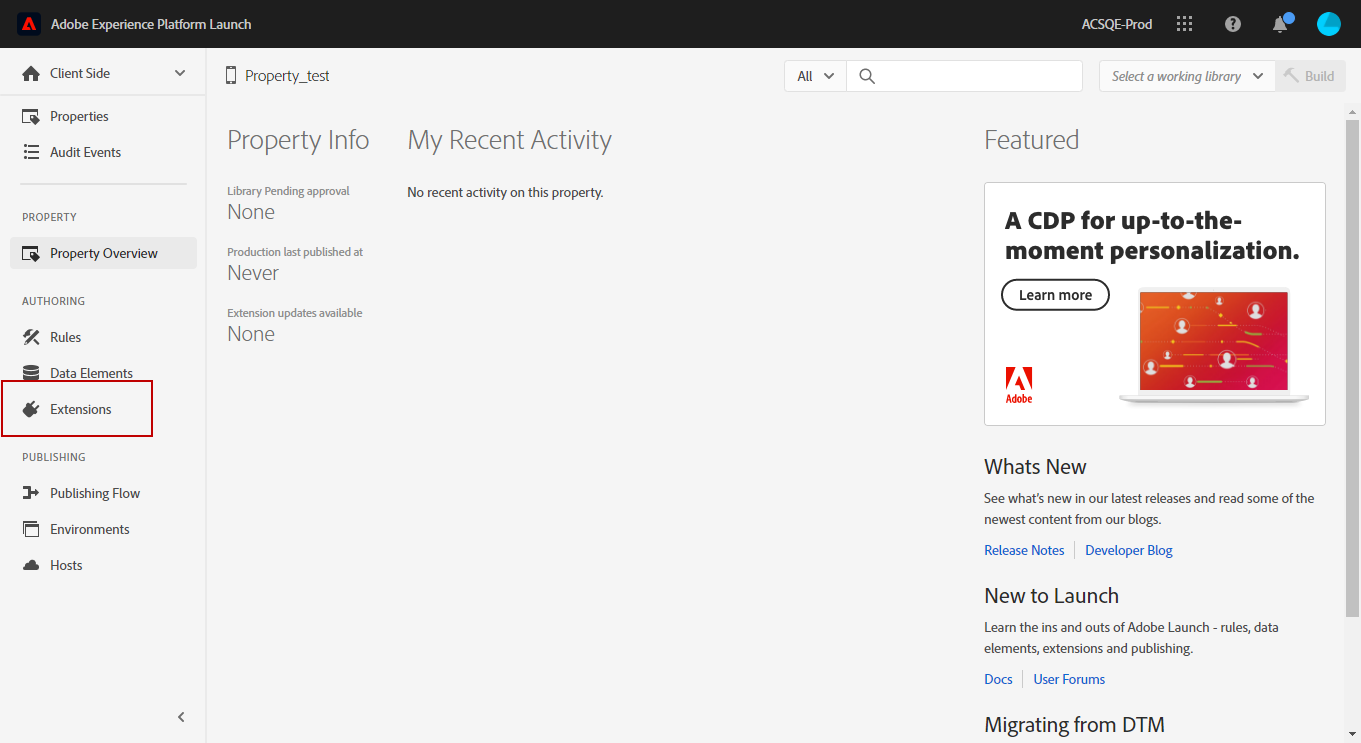 Adobe Experience Platform Launch
ACSQE-Prod
Client Side
Property_test
All
Select a working library
Build
Properties
Audit Events
PROPERTY
Property Overview
AUTHORING
Rules
Data Elements
Extensions
PUBLISHING
Publishing Flow
Environments
Hosts
Property Info
Library Pending approval
None
Production last published at
Never
Extension updates available
None
My Recent Activity
No recent activity on this property.
Featured
A CDP for up-to-the-
moment personalization.
Learn more
Adobe
Whats New
See what's new in our latest releases and read some of the
newest content from our blogs.
Release Notes
Developer Blog
New to Launch
Learn the ins and outs of Adobe Launch - rules, data
elements, extensions and publishing.
Docs
User Forums
Migrating from DTM